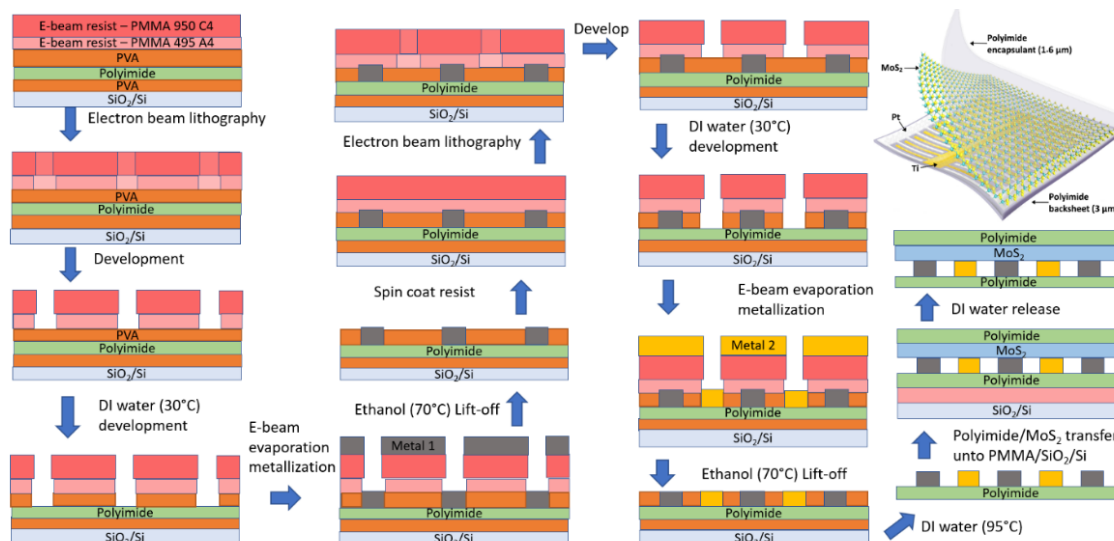 E-beam resist – PMMA 950 C4
E-beam resist – PMMA 495 A4
PVA
Polyimide
PVA
SiO₂/Si
Electron beam lithography
PVA
Polyimide
SiO₂/Si
Development
PVA
Polyimide
SiO₂/Si
DI water (30°C)
development
Polyimide
SiO₂/Si
E-beam
evaporation
metallization
Metal 1
Polyimide
SiO₂/Si
Ethanol (70°C) Lift-off
Polyimide
SiO₂/Si
Spin coat resist
Polyimide
SiO₂/Si
Electron beam lithography
Polyimide
SiO₂/Si
Develop
Polyimide
SiO₂/Si
DI water (30°C)
development
Polyimide
SiO₂/Si
E-beam evaporation
metallization
Metal 2
Polyimide
SiO₂/Si
Ethanol (70°C) Lift-off
Polyimide
SiO₂/Si
DI water (95°C)
Polyimide
Polyimide/MoS₂ transfer
unto PMMA/SiO₂/Si
Polyimide
MoS₂
Polyimide
SiO₂/Si
DI water release
Polyimide
MoS₂
Polyimide
Polyimide
encapsulant (1-6 μm)
MoS₂
Pt
Ti
Polyimide
backsheet (3 μm